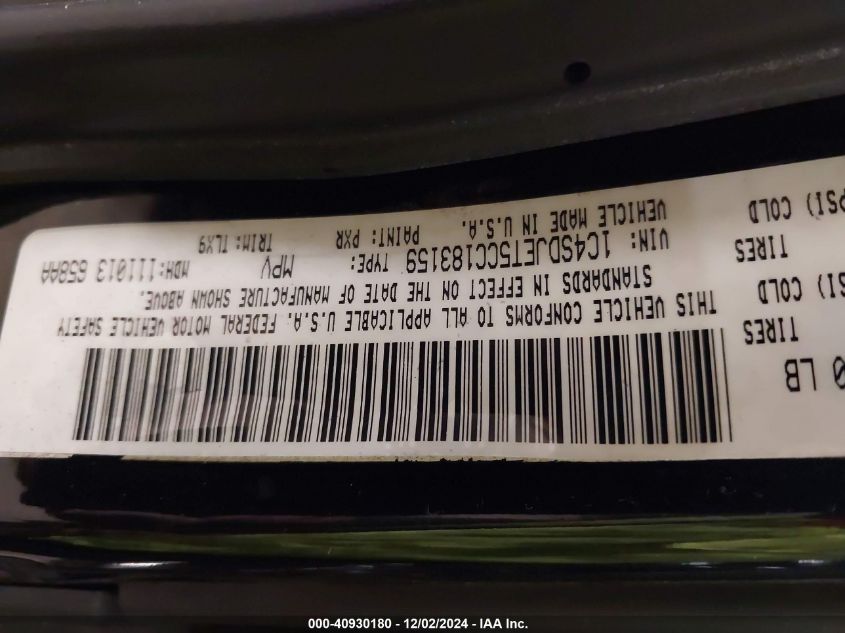 0 LB
TIRES
SI) COLD
TIRES
PSI) COLD
THIS VEHICLE CONFORMS TO ALL APPLICABLE U.S.A. FEDERAL MOTOR VEHICLE SAFETY
STANDARDS IN EFFECT ON THE DATE OF MANUFACTURE SHOWN ABOVE.
VIN: 1C4SDJET5CC183159 TYPE: MPV MDH: 111013 658AA
VEHICLE MADE IN U.S.A. PAINT: PXR TRIM: TLX9
000-40930180 - 12/02/2024 - IAA Inc.